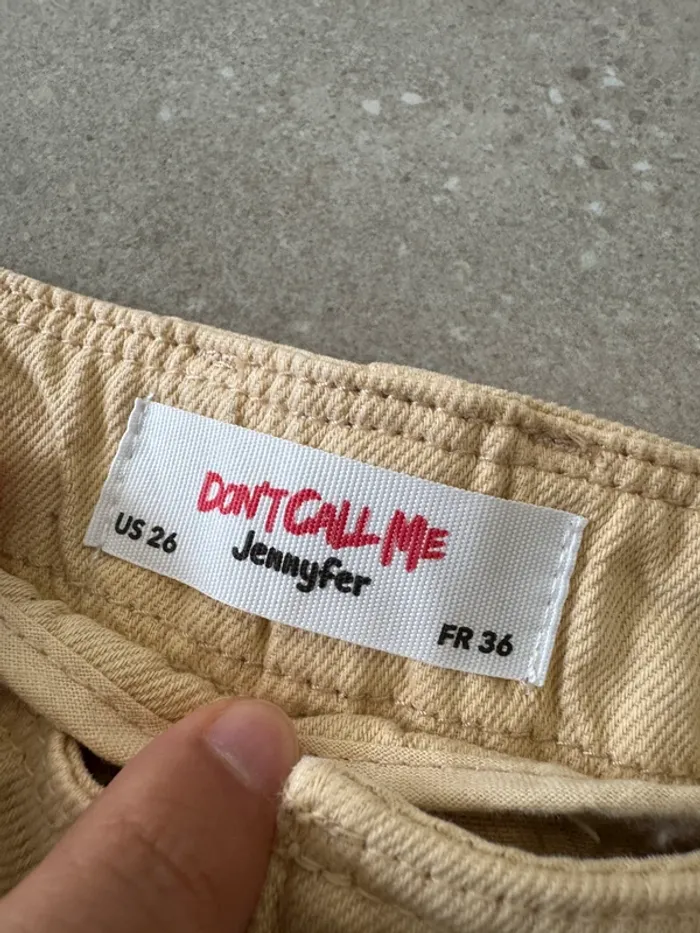 DON'T CALL ME
Jennyfer
US 26
FR 36